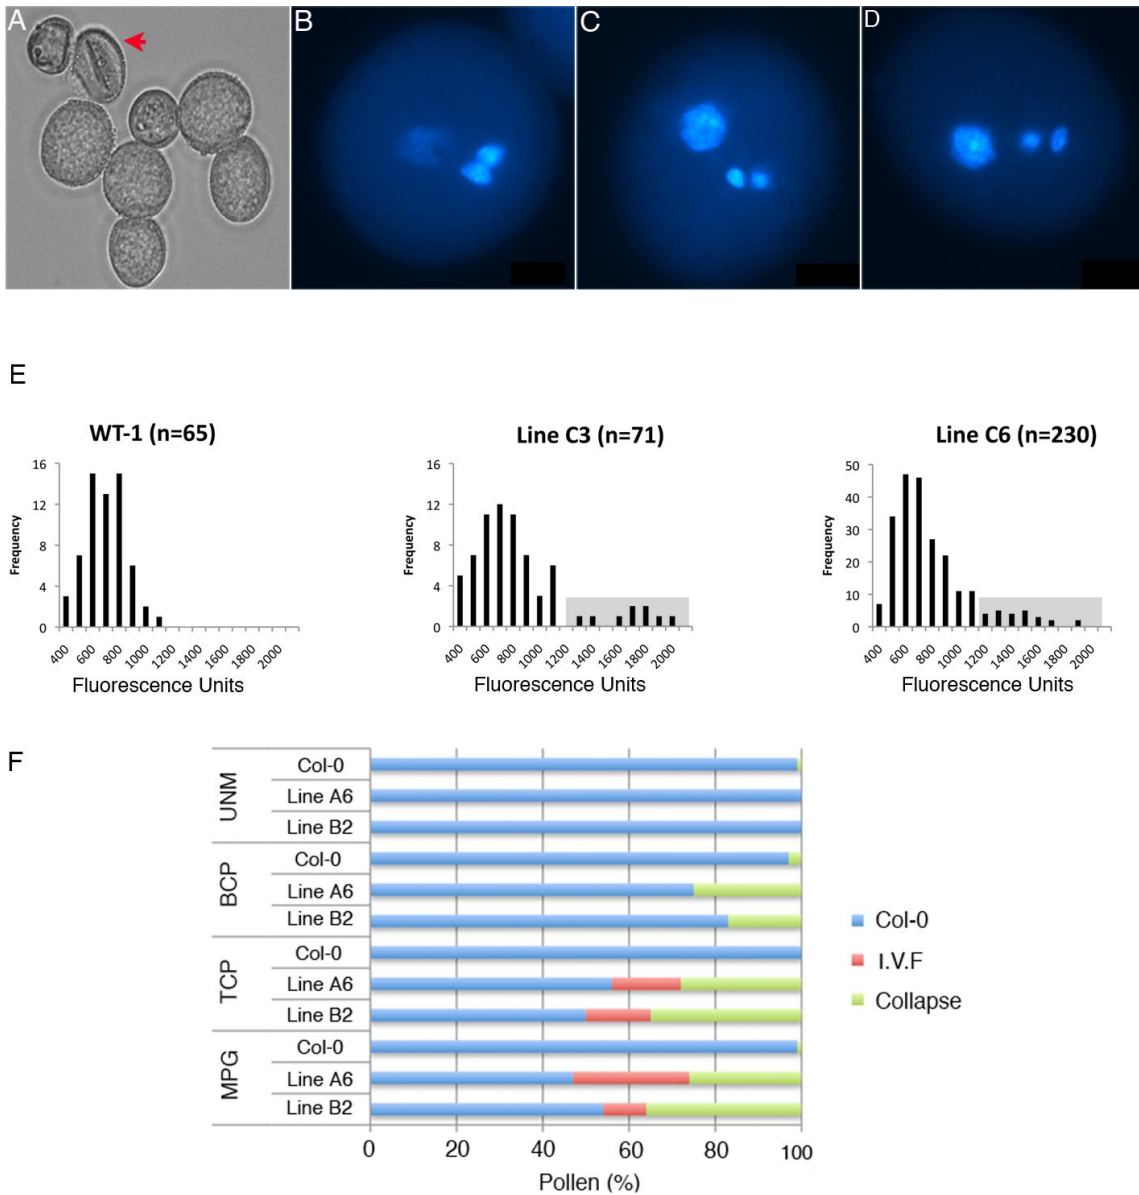 A B C D
E
WT-1 (n=65) Line C3 (n=71) Line C6 (n=230)
Frequency
16
12
8
4
0
400 600 800 1000 1200 1400 1600 1800 2000
Fluorescence Units
Frequency
16
12
8
4
0
400 600 800 1000 1200 1400 1600 1800 2000
Fluorescence Units
Frequency
50
40
30
20
10
0
400 600 800 1000 1200 1400 1600 1800 2000
Fluorescence Units
F
UNM
Col-0
Line A6
Line B2
BCP
Col-0
Line A6
Line B2
TCP
Col-0
Line A6
Line B2
MPG
Col-0
Line A6
Line B2
0 20 40 60 80 100
Pollen (%)
Col-0
I.V.F
Collapse